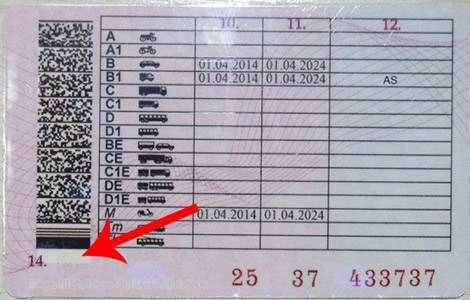 10. 11. 12.
A
A1
B 01.04.2014 01.04.2024
B1 01.04.2014 01.04.2024 AS
C
C1
D
D1
BE
CE
C1E
DE
D1E
M 01.04.2014 01.04.2024
Tm
14.
25 37 433737